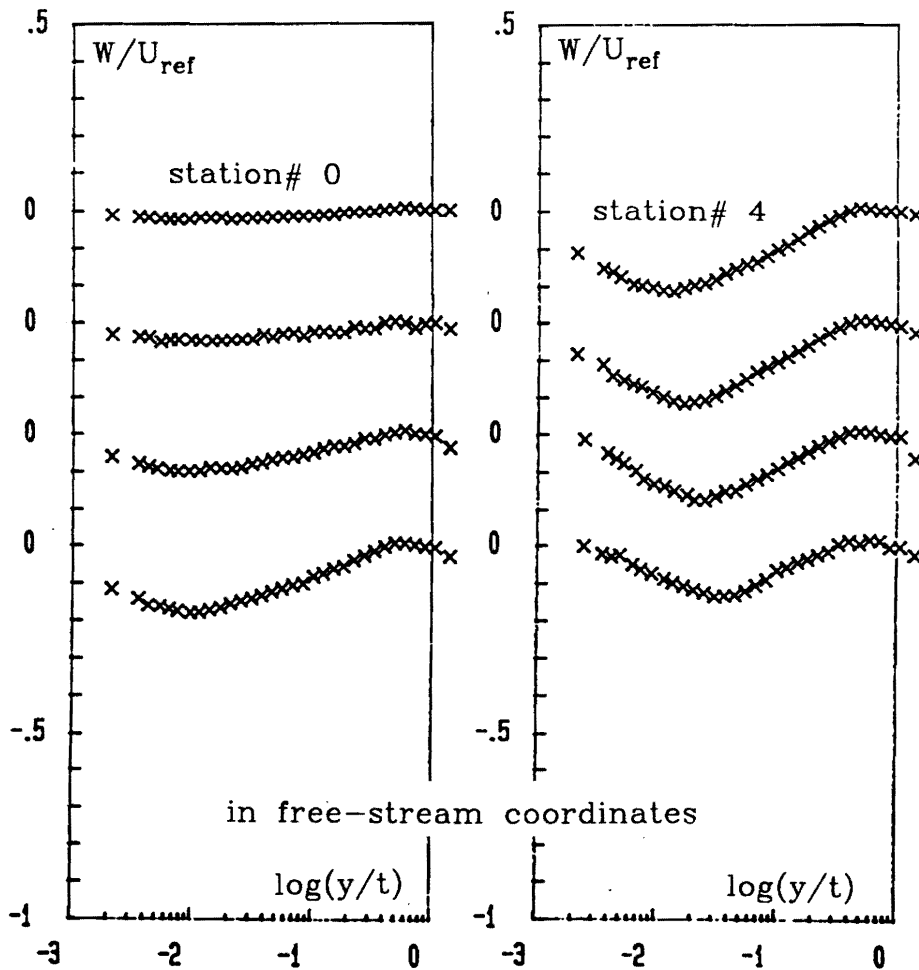 .5
W/U_ref
station# 0
0
0
0
0
-.5
-1
log(y/t)
-3 -2 -1 0
.5
W/U_ref
station# 4
0
0
0
0
-.5
-1
log(y/t)
-3 -2 -1 0
in free-stream coordinates